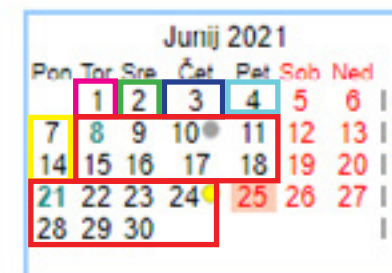 Junij 2021
Pon Tor Sre Čet Pet Sob Ned
1 2 3 4 5 6
7 8 9 10 11 12 13
14 15 16 17 18 19 20
21 22 23 24 25 26 27
28 29 30